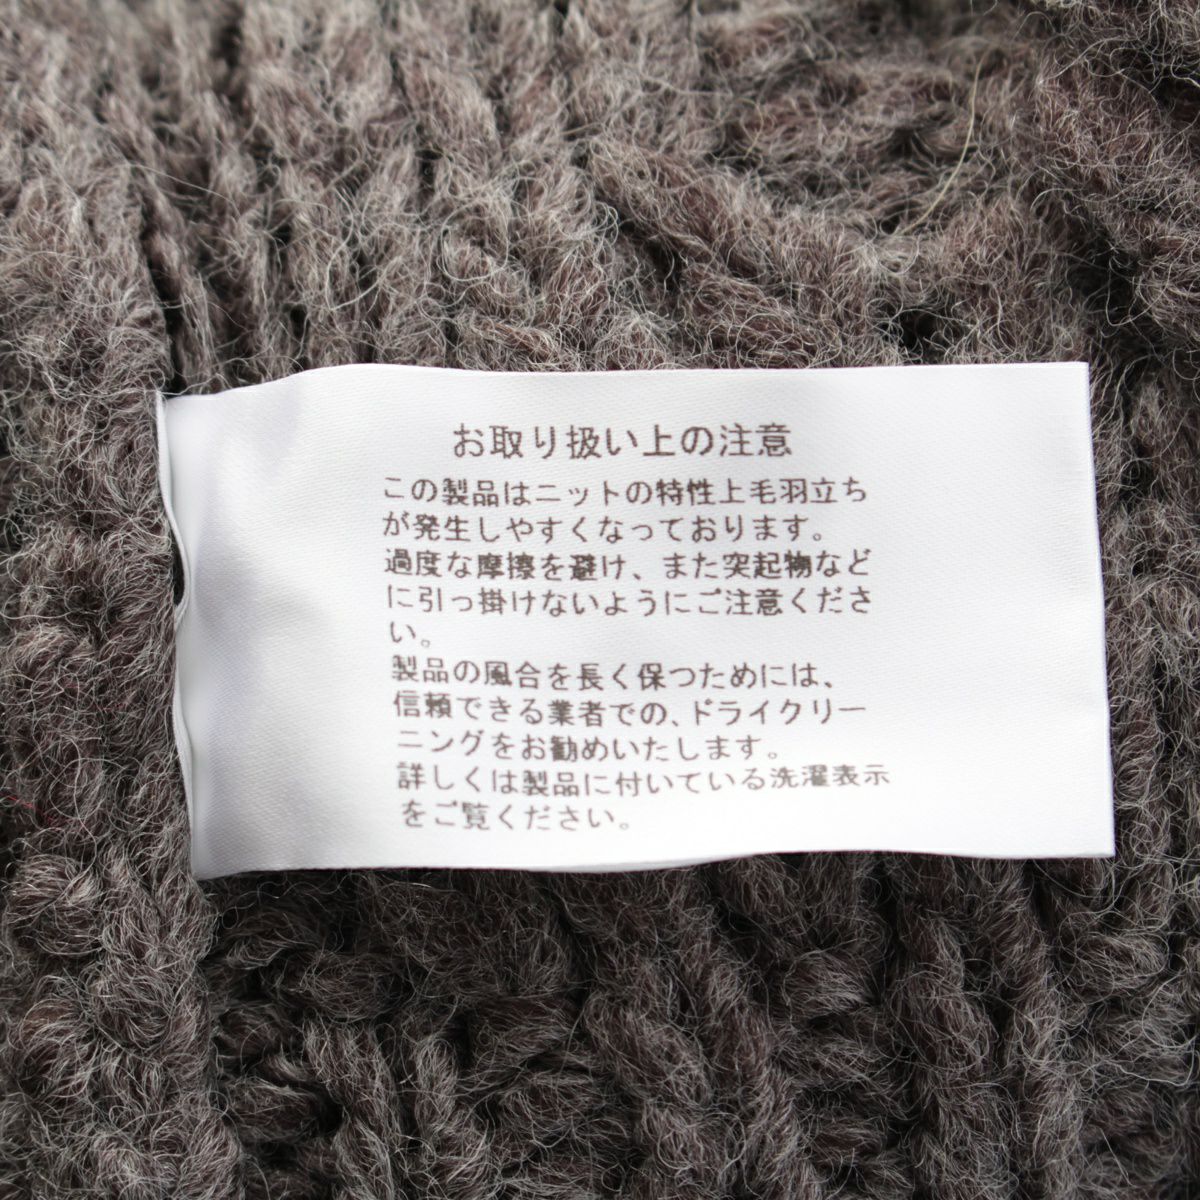 お取り扱い上の注意
この製品はニットの特性上毛羽立ち
が発生しやすくなっております。
過度な摩擦を避け、また突起物など
に引っ掛けないようにご注意くださ
い。
製品の風合を長く保つためには、
信頼できる業者での、ドライクリー
ニングをお勧めいたします。
詳しくは製品に付いている洗濯表示
をご覧ください。